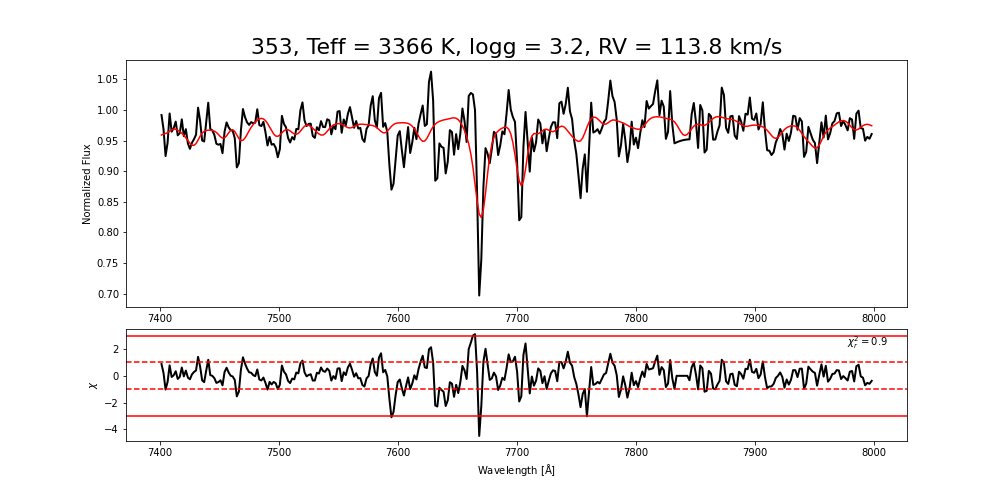 353, Teff = 3366 K, logg = 3.2, RV = 113.8 km/s
Normalized Flux
1.05
1.00
0.95
0.90
0.85
0.80
0.75
0.70
7400 7500 7600 7700 7800 7900 8000
χ
2
0
−2
−4
χ²ᵣ = 0.9
7400 7500 7600 7700 7800 7900 8000
Wavelength [Å]